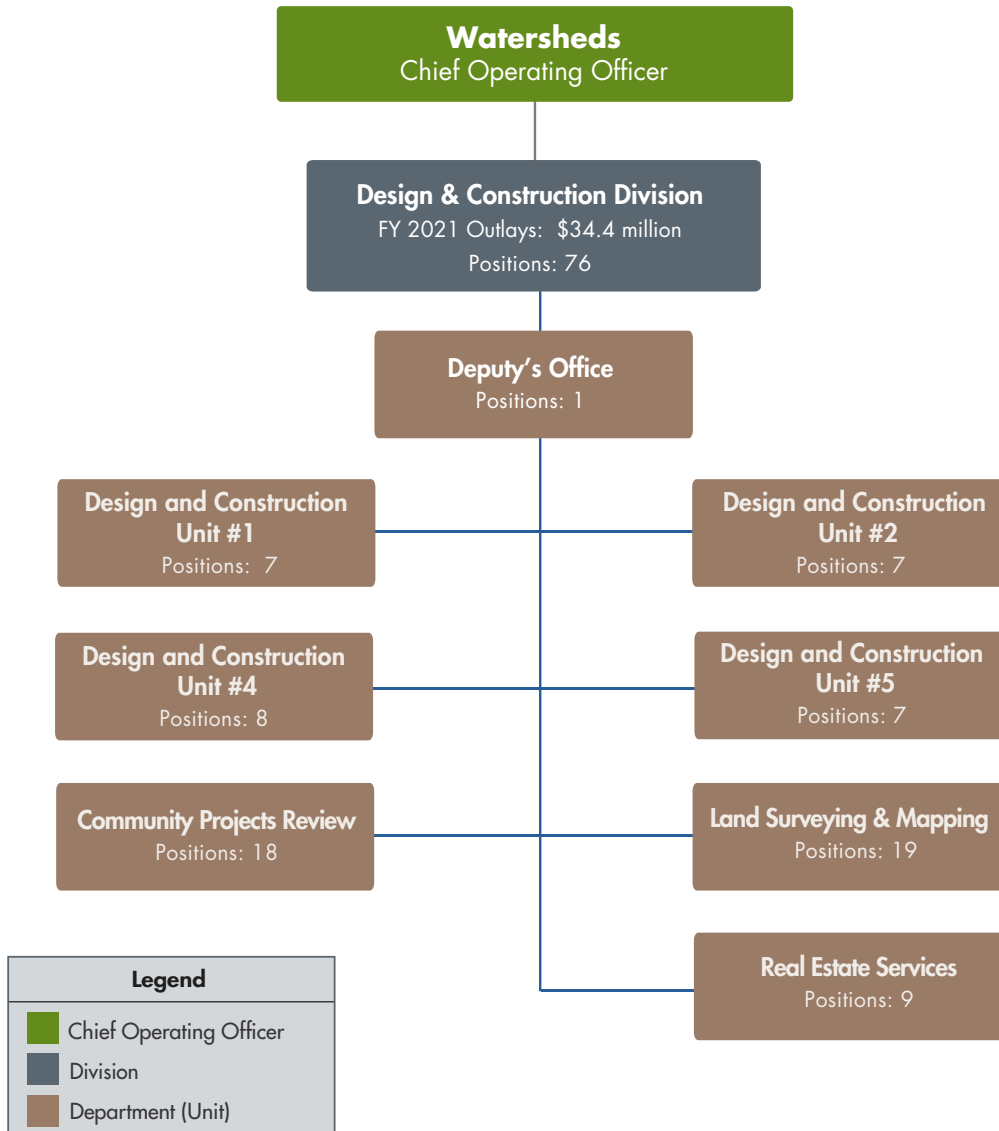 Watersheds
Chief Operating Officer
Design & Construction Division
FY 2021 Outlays: $34.4 million
Positions: 76
Deputy’s Office
Positions: 1
Design and Construction
Unit #1
Positions: 7
Design and Construction
Unit #2
Positions: 7
Design and Construction
Unit #4
Positions: 8
Design and Construction
Unit #5
Positions: 7
Community Projects Review
Positions: 18
Land Surveying & Mapping
Positions: 19
Real Estate Services
Positions: 9
Legend
Chief Operating Officer
Division
Department (Unit)